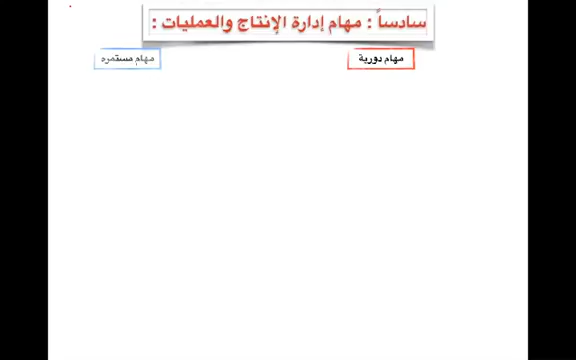 سادساً : مهام إدارة الإنتاج والعمليات :
مهام دورية
مهام مستمره